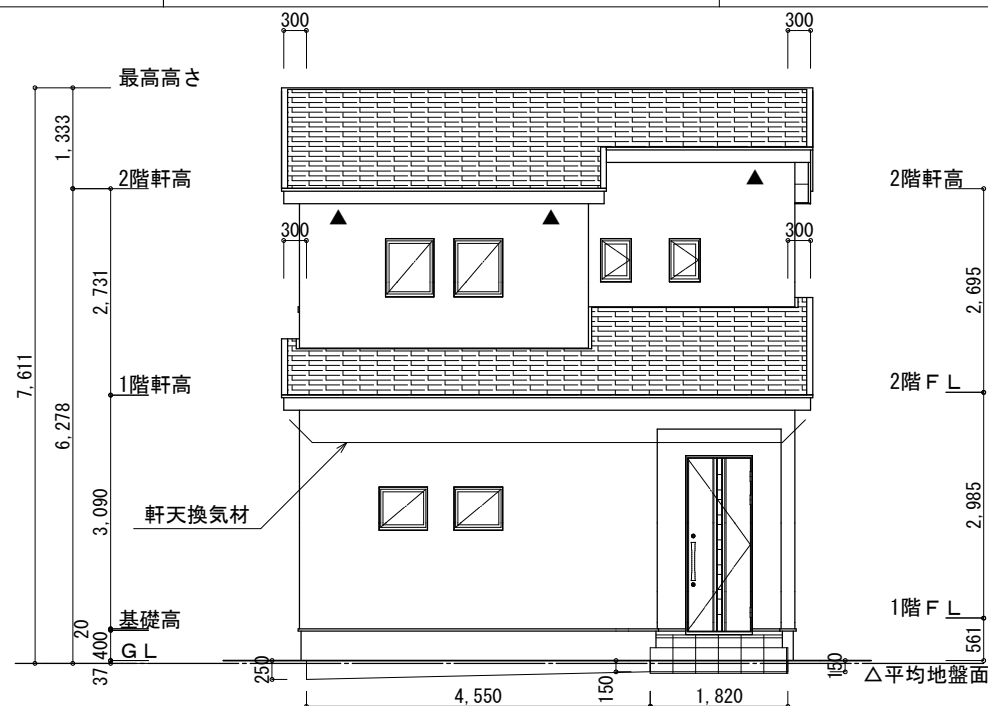 300
300
最高高さ
1,333
2階軒高
2階軒高
300
300
2,731
2,695
7,611
6,278
1階軒高
2階ＦＬ
3,090
2,985
軒天換気材
基礎高
1階ＦＬ
20
400
ＧＬ
37
561
250
150
150
△平均地盤面
4,550
1,820